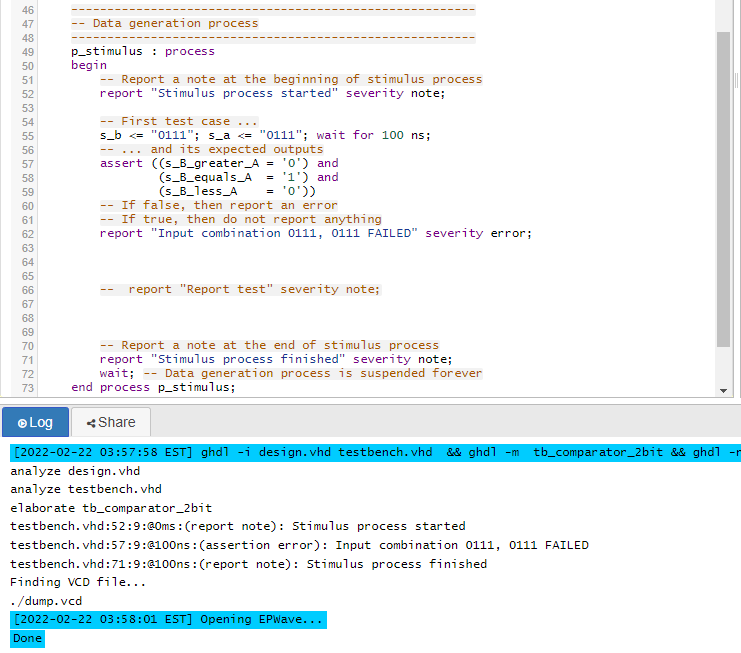 46 --------------------------------------------------------
47 -- Data generation process
48 --------------------------------------------------------
49 p_stimulus : process
50 begin
51 -- Report a note at the beginning of stimulus process
52 report "Stimulus process started" severity note;
53
54 -- First test case ...
55 s_b <= "0111"; s_a <= "0111"; wait for 100 ns;
56 -- ... and its expected outputs
57 assert ((s_B_greater_A = '0') and
58 (s_B_equals_A  = '1') and
59 (s_B_less_A    = '0'))
60 -- If false, then report an error
61 -- If true, then do not report anything
62 report "Input combination 0111, 0111 FAILED" severity error;
63
64
65
66 --  report "Report test" severity note;
67
68
69
70 -- Report a note at the end of stimulus process
71 report "Stimulus process finished" severity note;
72 wait; -- Data generation process is suspended forever
73 end process p_stimulus;
Log Share
[2022-02-22 03:57:58 EST] ghdl -i design.vhd testbench.vhd  && ghdl -m  tb_comparator_2bit && ghdl -r
analyze design.vhd
analyze testbench.vhd
elaborate tb_comparator_2bit
testbench.vhd:52:9:@0ms:(report note): Stimulus process started
testbench.vhd:57:9:@100ns:(assertion error): Input combination 0111, 0111 FAILED
testbench.vhd:71:9:@100ns:(report note): Stimulus process finished
Finding VCD file...
./dump.vcd
[2022-02-22 03:58:01 EST] Opening EPWave...
Done